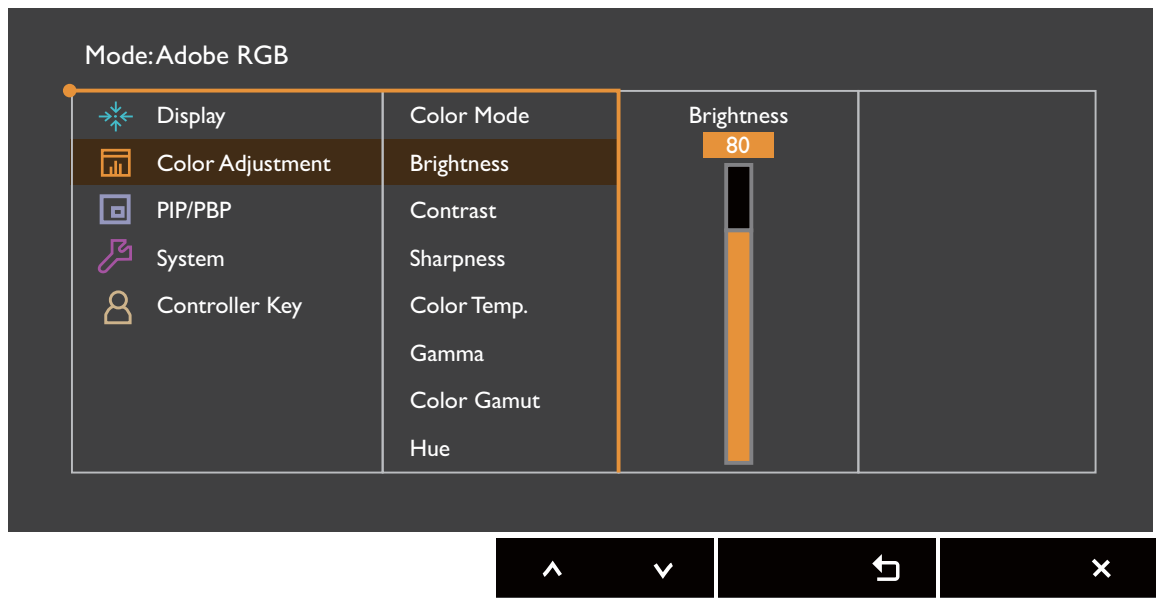 Mode: Adobe RGB
Display
Color Adjustment
PIP/PBP
System
Controller Key
Color Mode
Brightness
Contrast
Sharpness
Color Temp.
Gamma
Color Gamut
Hue
Brightness
80